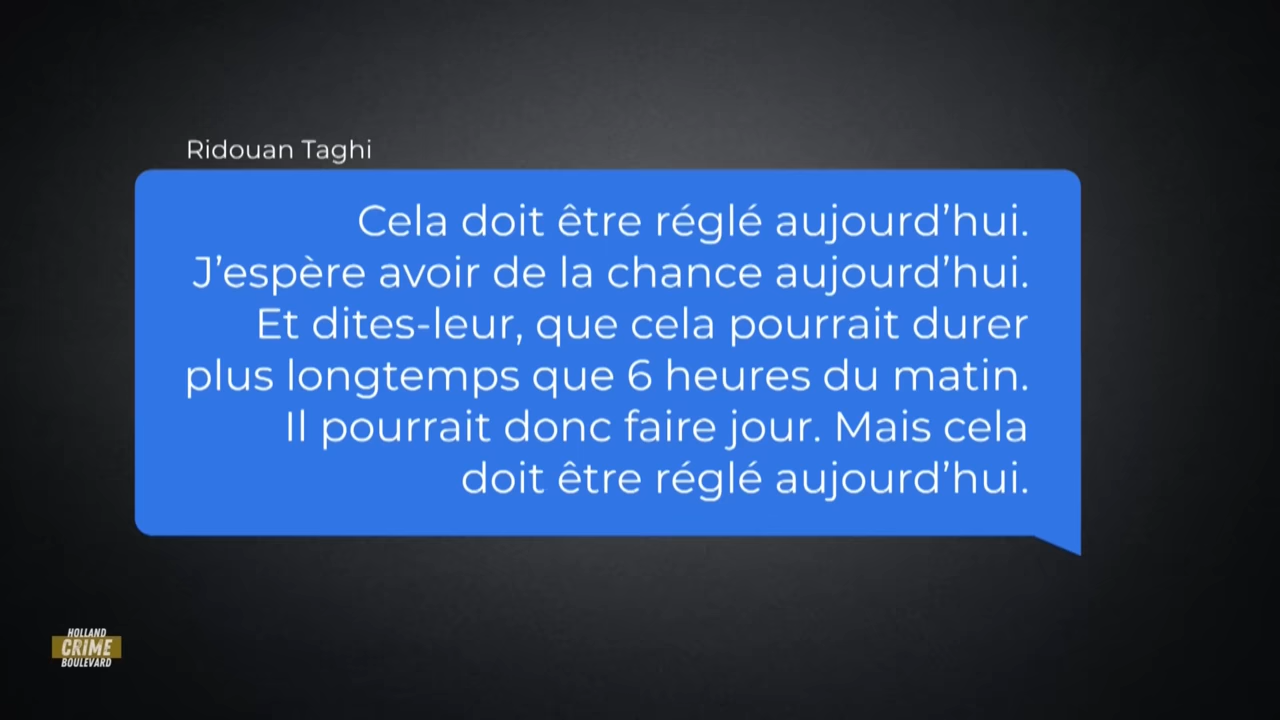 Ridouan Taghi
Cela doit être réglé aujourd’hui.
J’espère avoir de la chance aujourd’hui.
Et dites-leur, que cela pourrait durer
plus longtemps que 6 heures du matin.
Il pourrait donc faire jour. Mais cela
doit être réglé aujourd’hui.
HOLLAND
CRIME
BOULEVARD